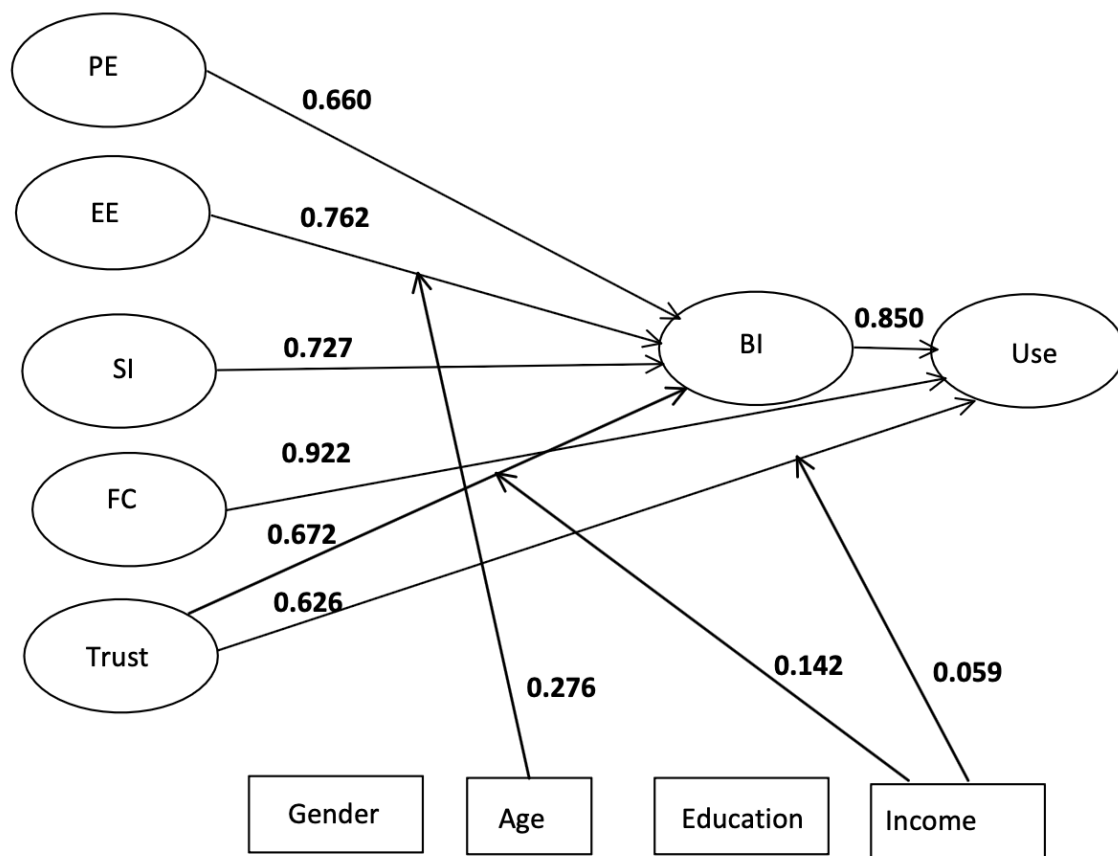 PE
0.660
EE
0.762
SI
0.727
BI
0.850
Use
FC
0.922
0.672
Trust
0.626
0.276
0.142
0.059
Gender
Age
Education
Income